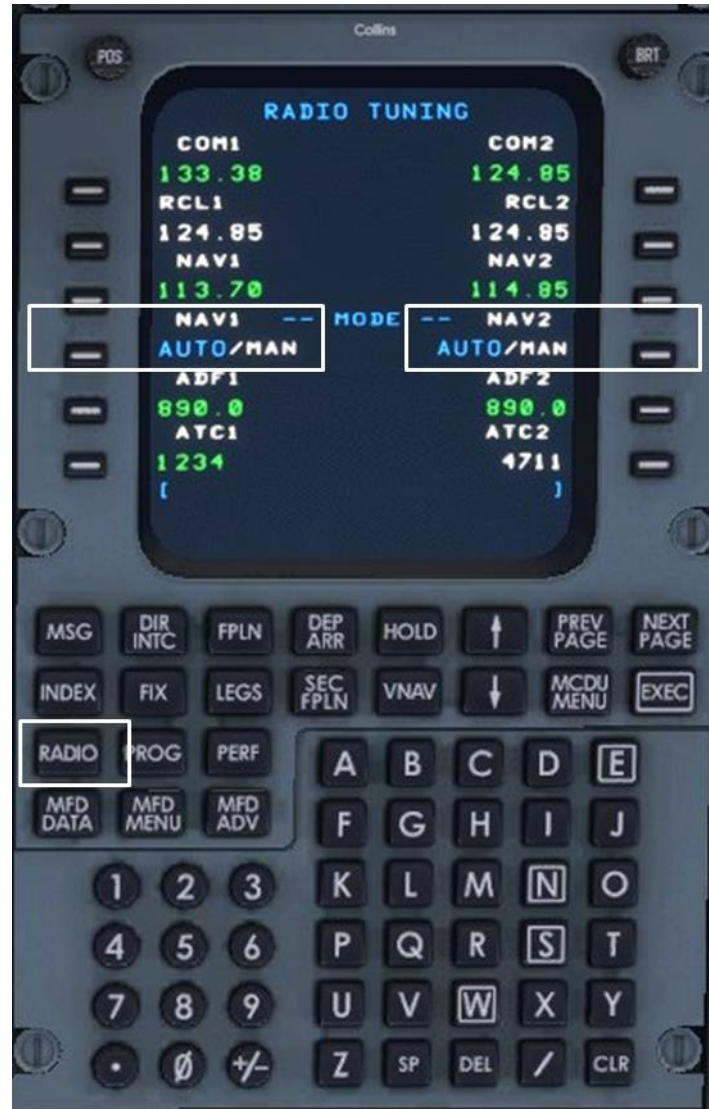 Collins
POS BRT
RADIO TUNING
COM1 COM2
133.38 124.85
RCL1 RCL2
124.85 124.85
NAV1 NAV2
113.70 114.85
NAV1 -- MODE -- NAV2
AUTO/MAN AUTO/MAN
ADF1 ADF2
890.0 890.0
ATC1 ATC2
1234 4711
[ ]
MSG DIR INTC FPLN DEP ARR HOLD ↑ PREV PAGE NEXT PAGE
INDEX FIX LEGS SEC FPLN VNAV ↓ MCDU MENU EXEC
RADIO PROG PERF
MFD DATA MFD MENU MFD ADV
A B C D E
F G H I J
1 2 3 K L M N O
4 5 6 P Q R S T
7 8 9 U V W X Y
. Ø +/- Z SP DEL / CLR